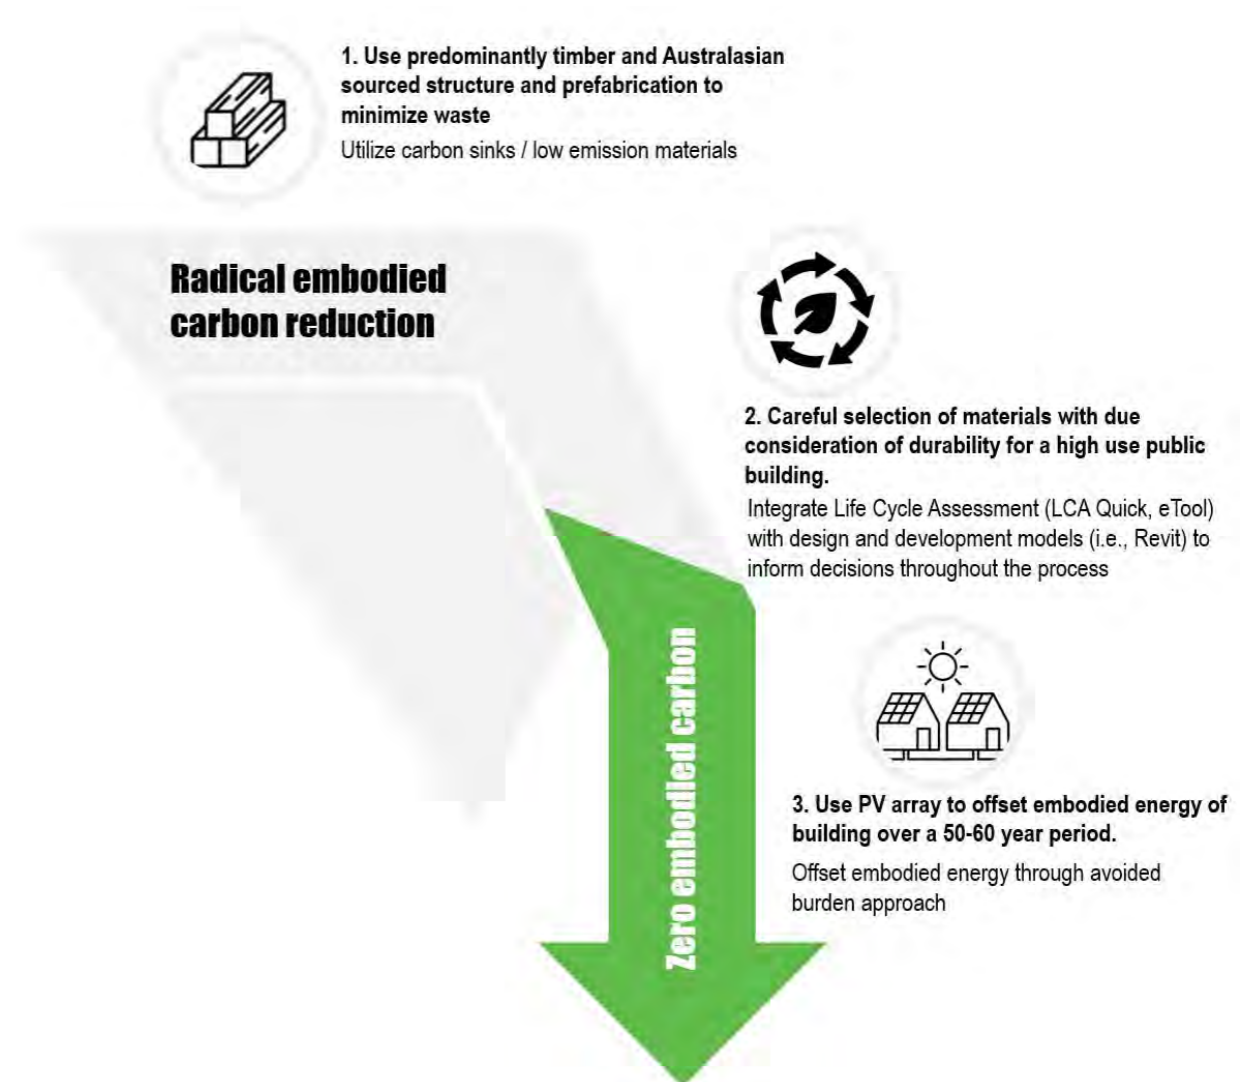 1. Use predominantly timber and Australasian
sourced structure and prefabrication to
minimize waste
Utilize carbon sinks / low emission materials
Radical embodied
carbon reduction
2. Careful selection of materials with due
consideration of durability for a high use public
building.
Integrate Life Cycle Assessment (LCA Quick, eTool)
with design and development models (i.e., Revit) to
inform decisions throughout the process
Zero embodied carbon
3. Use PV array to offset embodied energy of
building over a 50-60 year period.
Offset embodied energy through avoided
burden approach